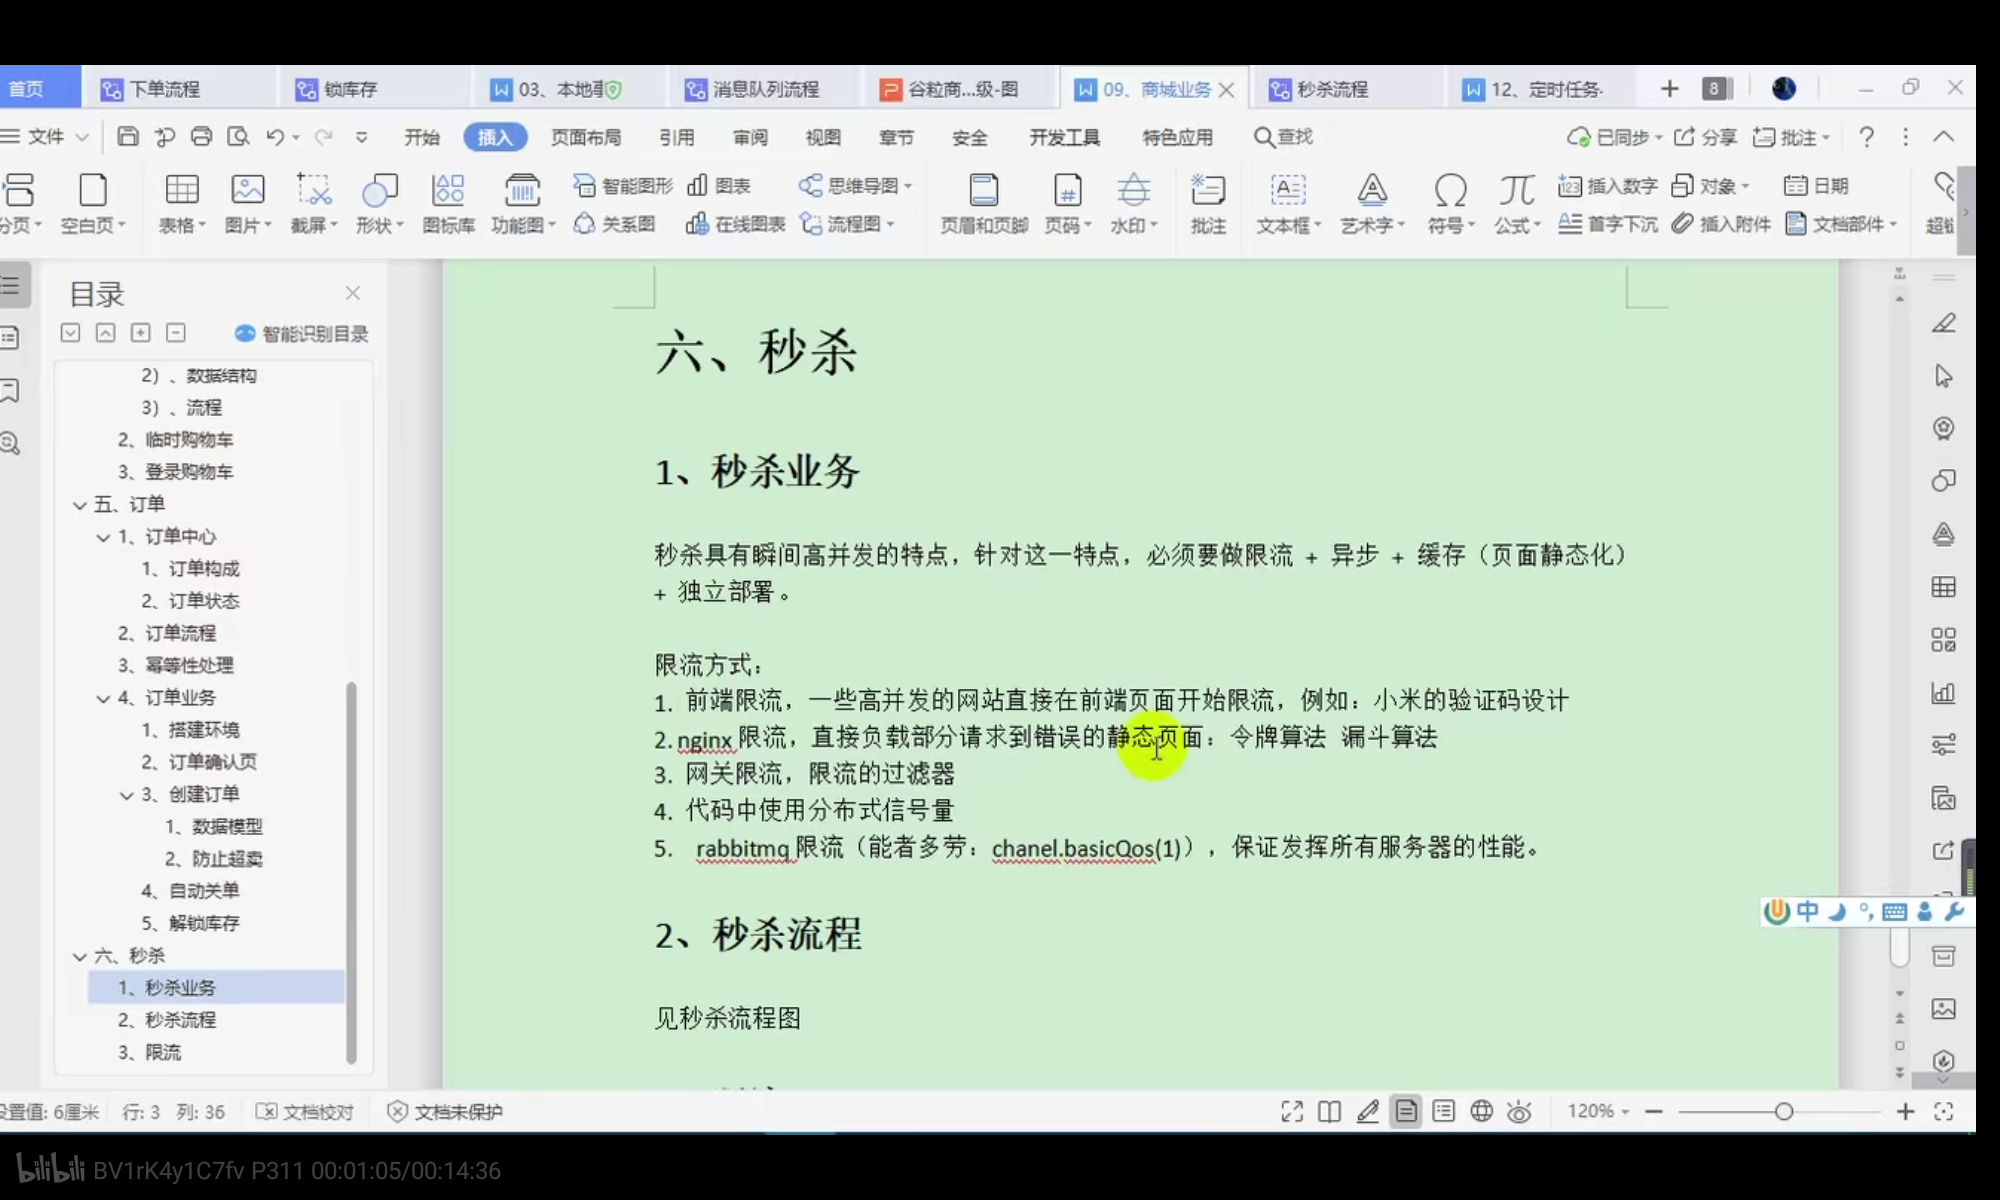 首页 下单流程 锁库存 03、本地事 消息队列流程 谷粒商...级-图 09、商城业务 秒杀流程 12、定时任务. 8
文件 开始 插入 页面布局 引用 审阅 视图 章节 安全 开发工具 特色应用 查找 已同步 分享 批注
智能图形 图表 思维导图 插入数字 对象 日期
分页 空白页 表格 图片 截屏 形状 图标库 功能图 关系图 在线图表 流程图 页眉和页脚 页码 水印 批注 文本框 艺术字 符号 公式 首字下沉 插入附件 文档部件
目录
智能识别目录
2）、数据结构
3）、流程
2、临时购物车
3、登录购物车
五、订单
1、订单中心
1、订单构成
2、订单状态
2、订单流程
3、幂等性处理
4、订单业务
1、搭建环境
2、订单确认页
3、创建订单
1、数据模型
2、防止超卖
4、自动关单
5、解锁库存
六、秒杀
1、秒杀业务
2、秒杀流程
3、限流
六、秒杀
1、秒杀业务
秒杀具有瞬间高并发的特点，针对这一特点，必须要做限流 + 异步 + 缓存（页面静态化）
+ 独立部署。
限流方式：
1. 前端限流，一些高并发的网站直接在前端页面开始限流，例如：小米的验证码设计
2. nginx 限流，直接负载部分请求到错误的静态页面：令牌算法 漏斗算法
3. 网关限流，限流的过滤器
4. 代码中使用分布式信号量
5. rabbitmq 限流（能者多劳：chanel.basicQos(1)），保证发挥所有服务器的性能。
2、秒杀流程
见秒杀流程图
中
设置值: 6厘米 行: 3 列: 36 文档校对 文档未保护 120%
bilibili BV1rK4y1C7fv P311 00:01:05/00:14:36